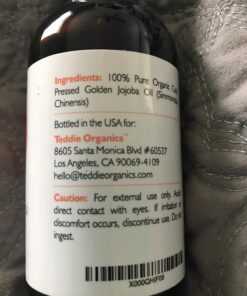 Ingredients: 100% Pure Organic Cold
Pressed Golden Jojoba Oil (Simmondsia
Chinensis)
Bottled in the USA for:
Teddie Organics™
8605 Santa Monica Blvd #60537
Los Angeles, CA 90069-4109
hello@teddieorganics.com
Caution: For external use only. Avoid
direct contact with eyes. If irritation or
discomfort occurs, discontinue use. Do not
ingest.